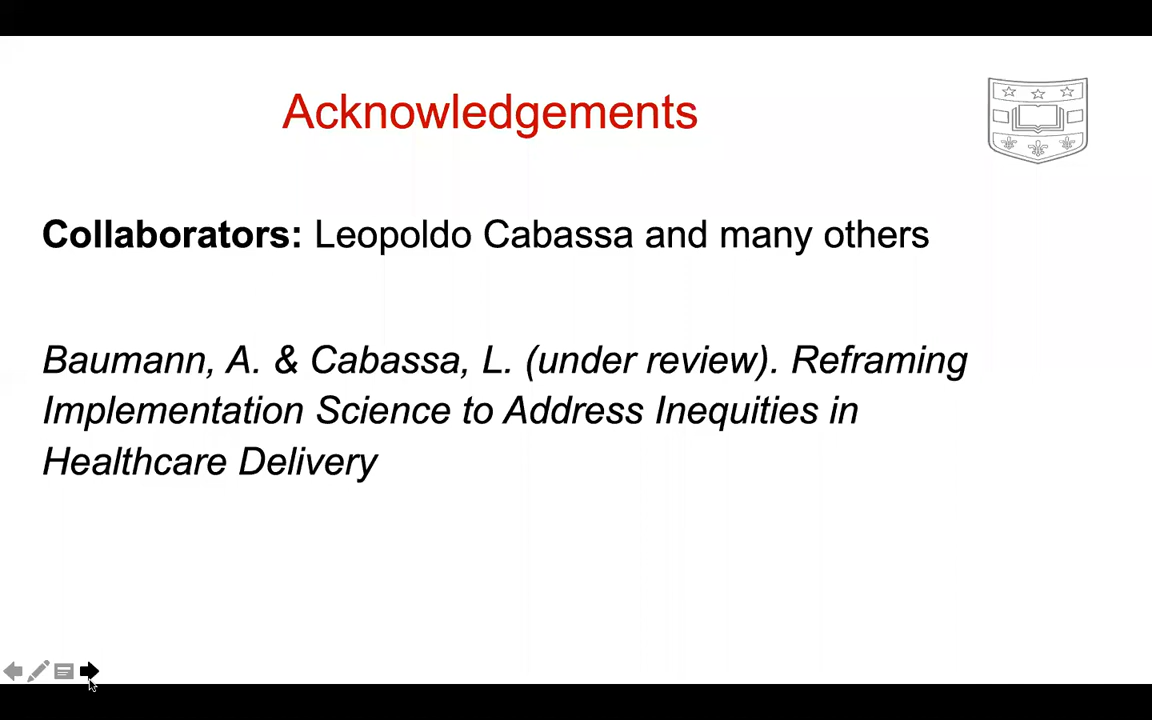 Acknowledgements
Collaborators: Leopoldo Cabassa and many others
Baumann, A. & Cabassa, L. (under review). Reframing
Implementation Science to Address Inequities in
Healthcare Delivery